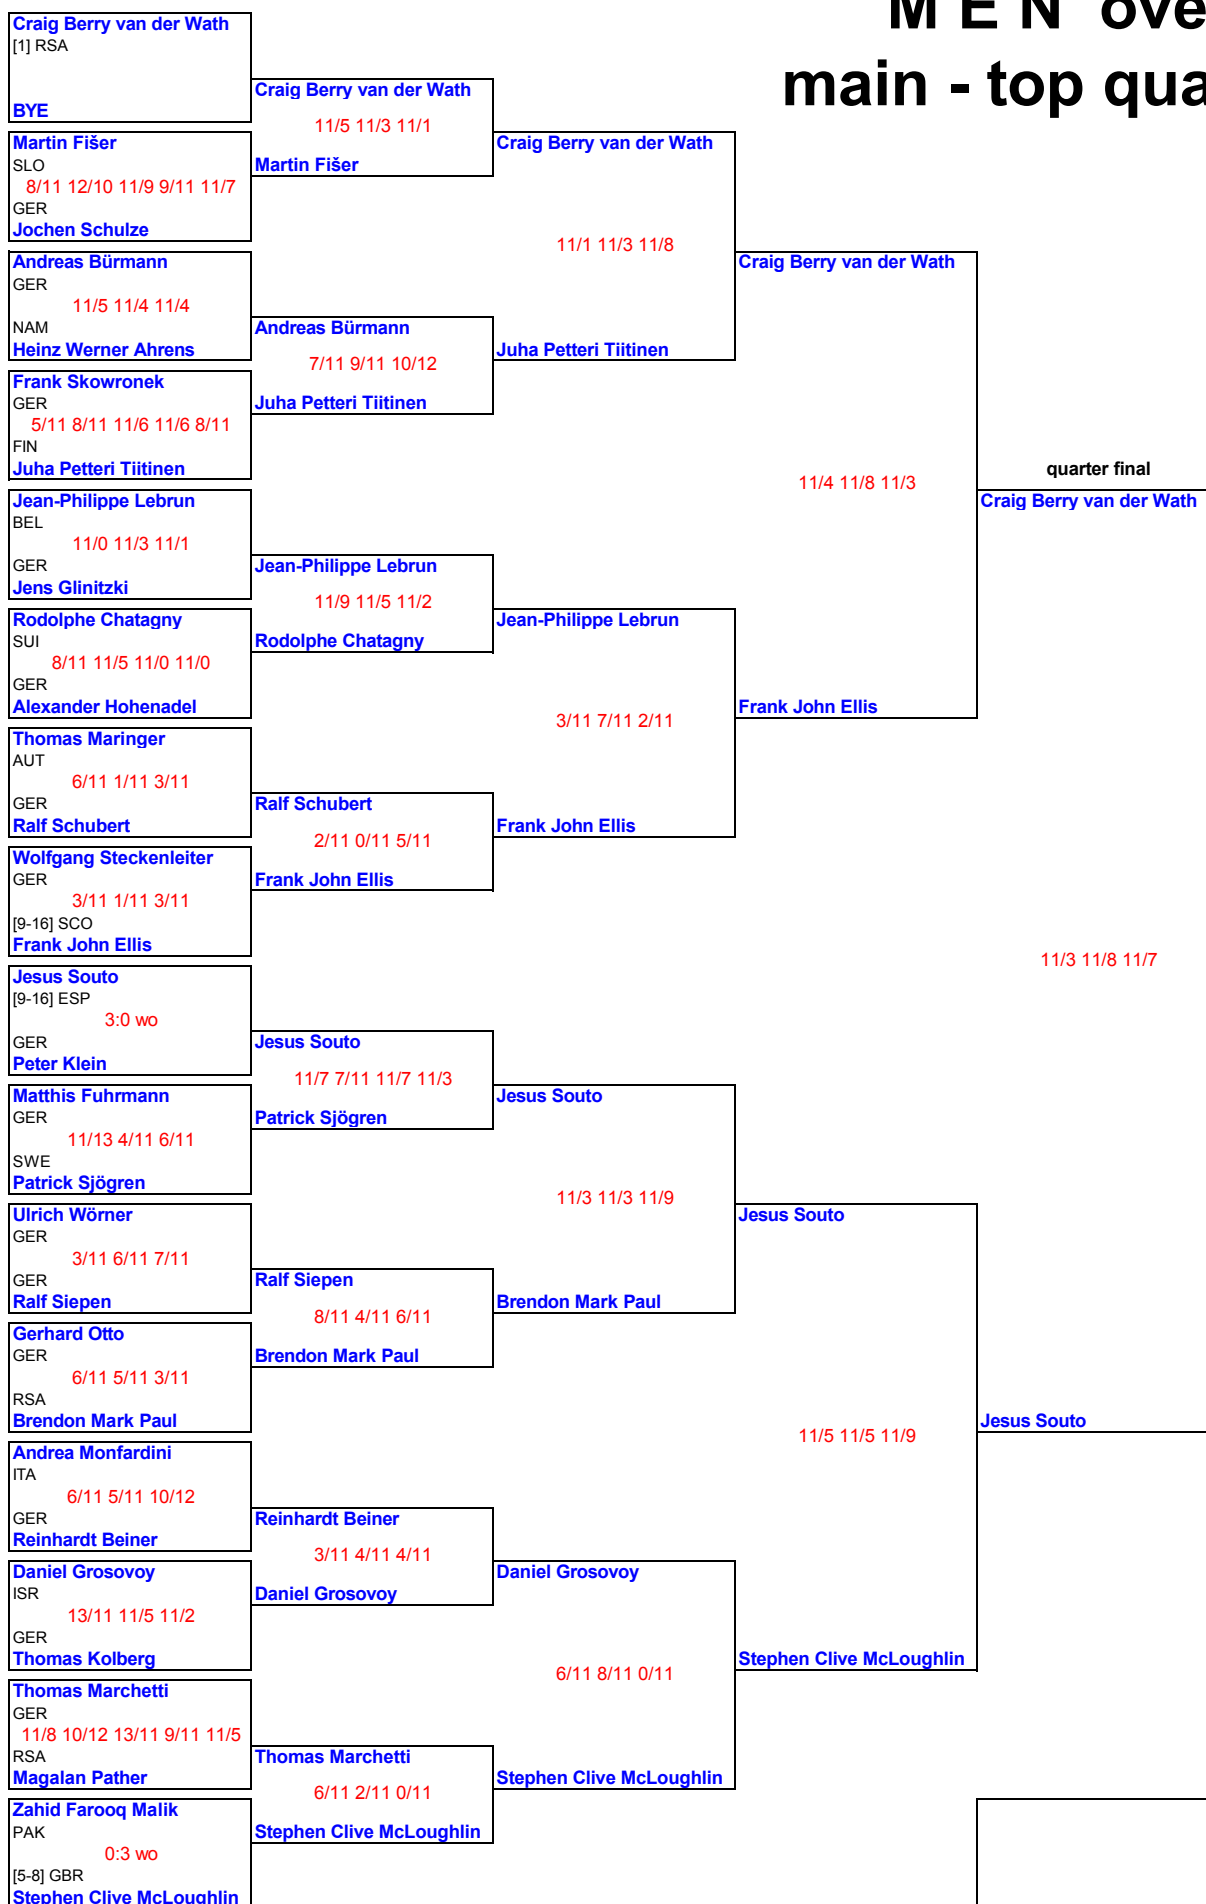 M E N ove
main - top qua
Craig Berry van der Wath
[1] RSA
BYE
Martin Fišer
SLO
8/11 12/10 11/9 9/11 11/7
GER
Jochen Schulze
Andreas Bürmann
GER
11/5 11/4 11/4
NAM
Heinz Werner Ahrens
Frank Skowronek
GER
5/11 8/11 11/6 11/6 8/11
FIN
Juha Petteri Tiitinen
Jean-Philippe Lebrun
BEL
11/0 11/3 11/1
GER
Jens Glinitzki
Rodolphe Chatagny
SUI
8/11 11/5 11/0 11/0
GER
Alexander Hohenadel
Thomas Maringer
AUT
6/11 1/11 3/11
GER
Ralf Schubert
Wolfgang Steckenleiter
GER
3/11 1/11 3/11
[9-16] SCO
Frank John Ellis
Jesus Souto
[9-16] ESP
3:0 wo
GER
Peter Klein
Matthis Fuhrmann
GER
11/13 4/11 6/11
SWE
Patrick Sjögren
Ulrich Wörner
GER
3/11 6/11 7/11
GER
Ralf Siepen
Gerhard Otto
GER
6/11 5/11 3/11
RSA
Brendon Mark Paul
Andrea Monfardini
ITA
6/11 5/11 10/12
GER
Reinhardt Beiner
Daniel Grosovoy
ISR
13/11 11/5 11/2
GER
Thomas Kolberg
Thomas Marchetti
GER
11/8 10/12 13/11 9/11 11/5
RSA
Magalan Pather
Zahid Farooq Malik
PAK
0:3 wo
[5-8] GBR
Stephen Clive McLoughlin
Craig Berry van der Wath
11/5 11/3 11/1
Martin Fišer
Andreas Bürmann
7/11 9/11 10/12
Juha Petteri Tiitinen
Jean-Philippe Lebrun
11/9 11/5 11/2
Rodolphe Chatagny
Ralf Schubert
2/11 0/11 5/11
Frank John Ellis
Jesus Souto
11/7 7/11 11/7 11/3
Patrick Sjögren
Ralf Siepen
8/11 4/11 6/11
Brendon Mark Paul
Reinhardt Beiner
3/11 4/11 4/11
Daniel Grosovoy
Thomas Marchetti
6/11 2/11 0/11
Stephen Clive McLoughlin
Craig Berry van der Wath
11/1 11/3 11/8
Juha Petteri Tiitinen
Jean-Philippe Lebrun
3/11 7/11 2/11
Frank John Ellis
Jesus Souto
11/3 11/3 11/9
Brendon Mark Paul
Daniel Grosovoy
6/11 8/11 0/11
Stephen Clive McLoughlin
Craig Berry van der Wath
11/4 11/8 11/3
Frank John Ellis
Jesus Souto
11/5 11/5 11/9
Stephen Clive McLoughlin
quarter final
Craig Berry van der Wath
11/3 11/8 11/7
Jesus Souto